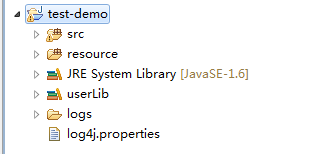 test-demo
src
resource
JRE System Library [JavaSE-1.6]
userLib
logs
log4j.properties